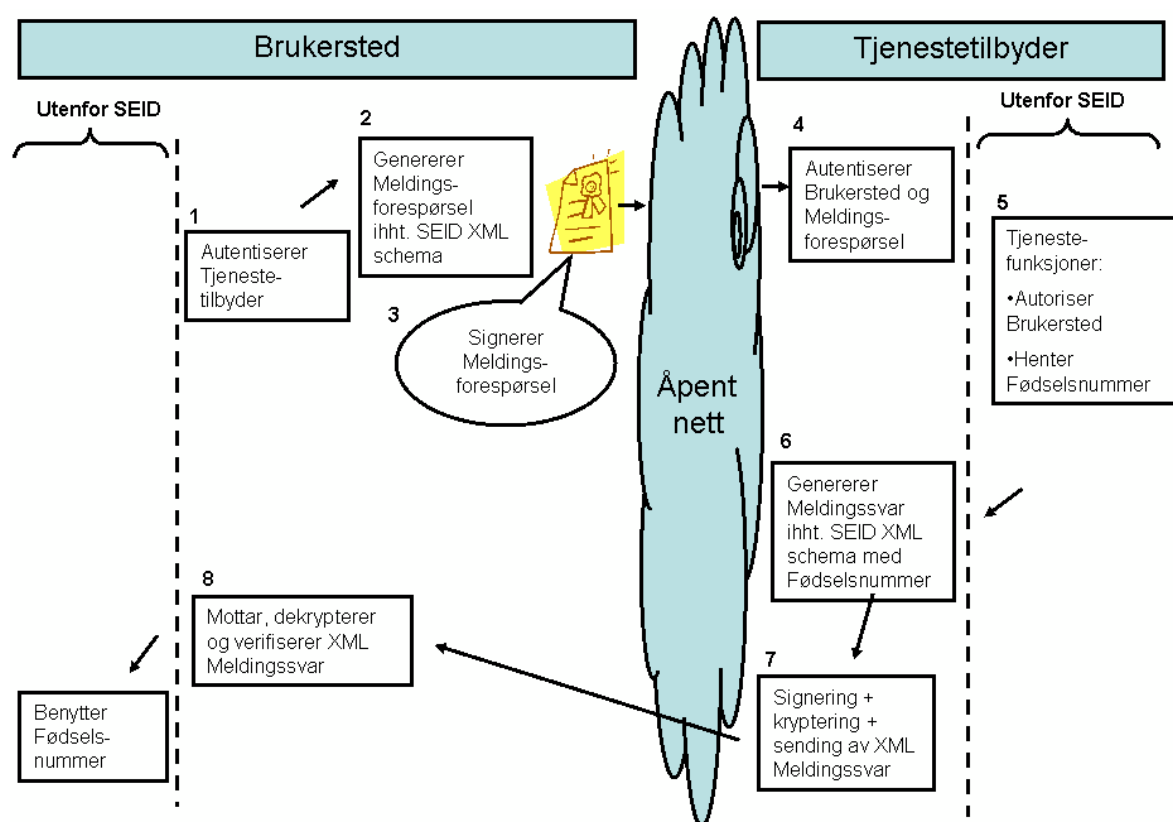 Brukersted
Tjenestetilbyder
Utenfor SEID
Utenfor SEID
1
Autentiserer
Tjeneste-
tilbyder
2
Genererer
Meldings-
forespørsel
ihht. SEID XML
schema
3
Signerer
Meldings-
forespørsel
Åpent
nett
4
Autentiserer
Brukersted og
Meldings-
forespørsel
5
Tjeneste-
funksjoner:
•Autoriser
Brukersted
•Henter
Fødselsnummer
6
Genererer
Meldingssvar
ihht. SEID XML
schema med
Fødselsnummer
7
Signering +
kryptering +
sending av XML
Meldingssvar
8
Mottar, dekrypterer
og verifiserer XML
Meldingssvar
Benytter
Fødsels-
nummer